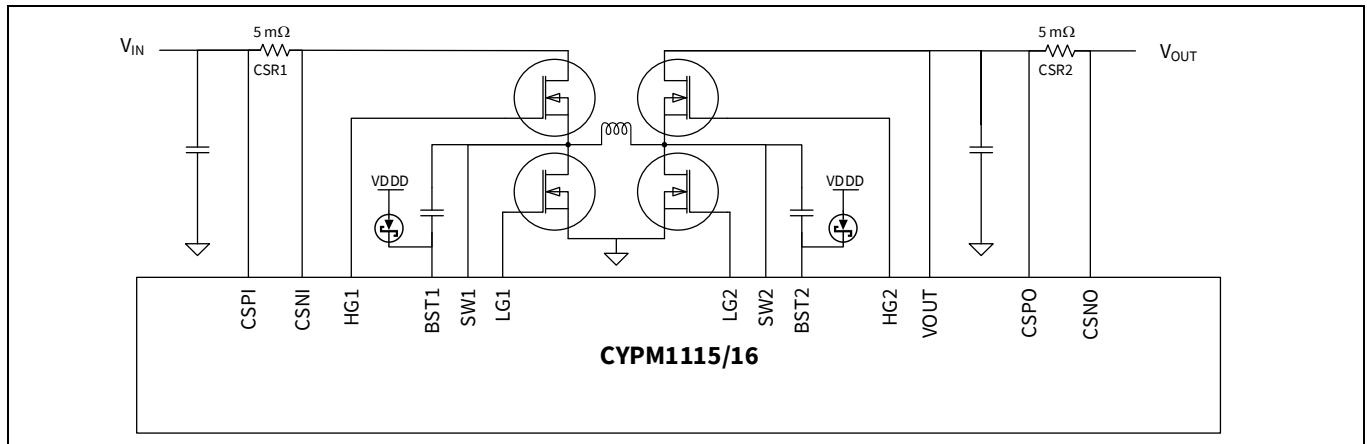 5 mΩ
5 mΩ
V_IN
V_OUT
CSR1
CSR2
VDDD
VDDD
CSPI
CSNI
HG1
BST1
SW1
LG1
LG2
SW2
BST2
HG2
VOUT
CSPO
CSNO
CYPM1115/16